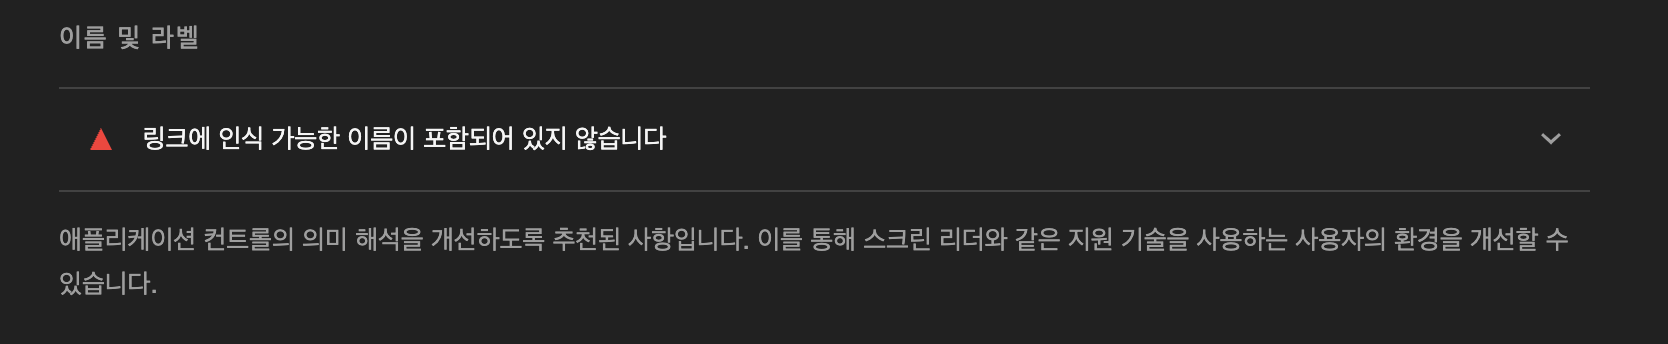 이름 및 라벨
링크에 인식 가능한 이름이 포함되어 있지 않습니다
애플리케이션 컨트롤의 의미 해석을 개선하도록 추천된 사항입니다. 이를 통해 스크린 리더와 같은 지원 기술을 사용하는 사용자의 환경을 개선할 수
있습니다.